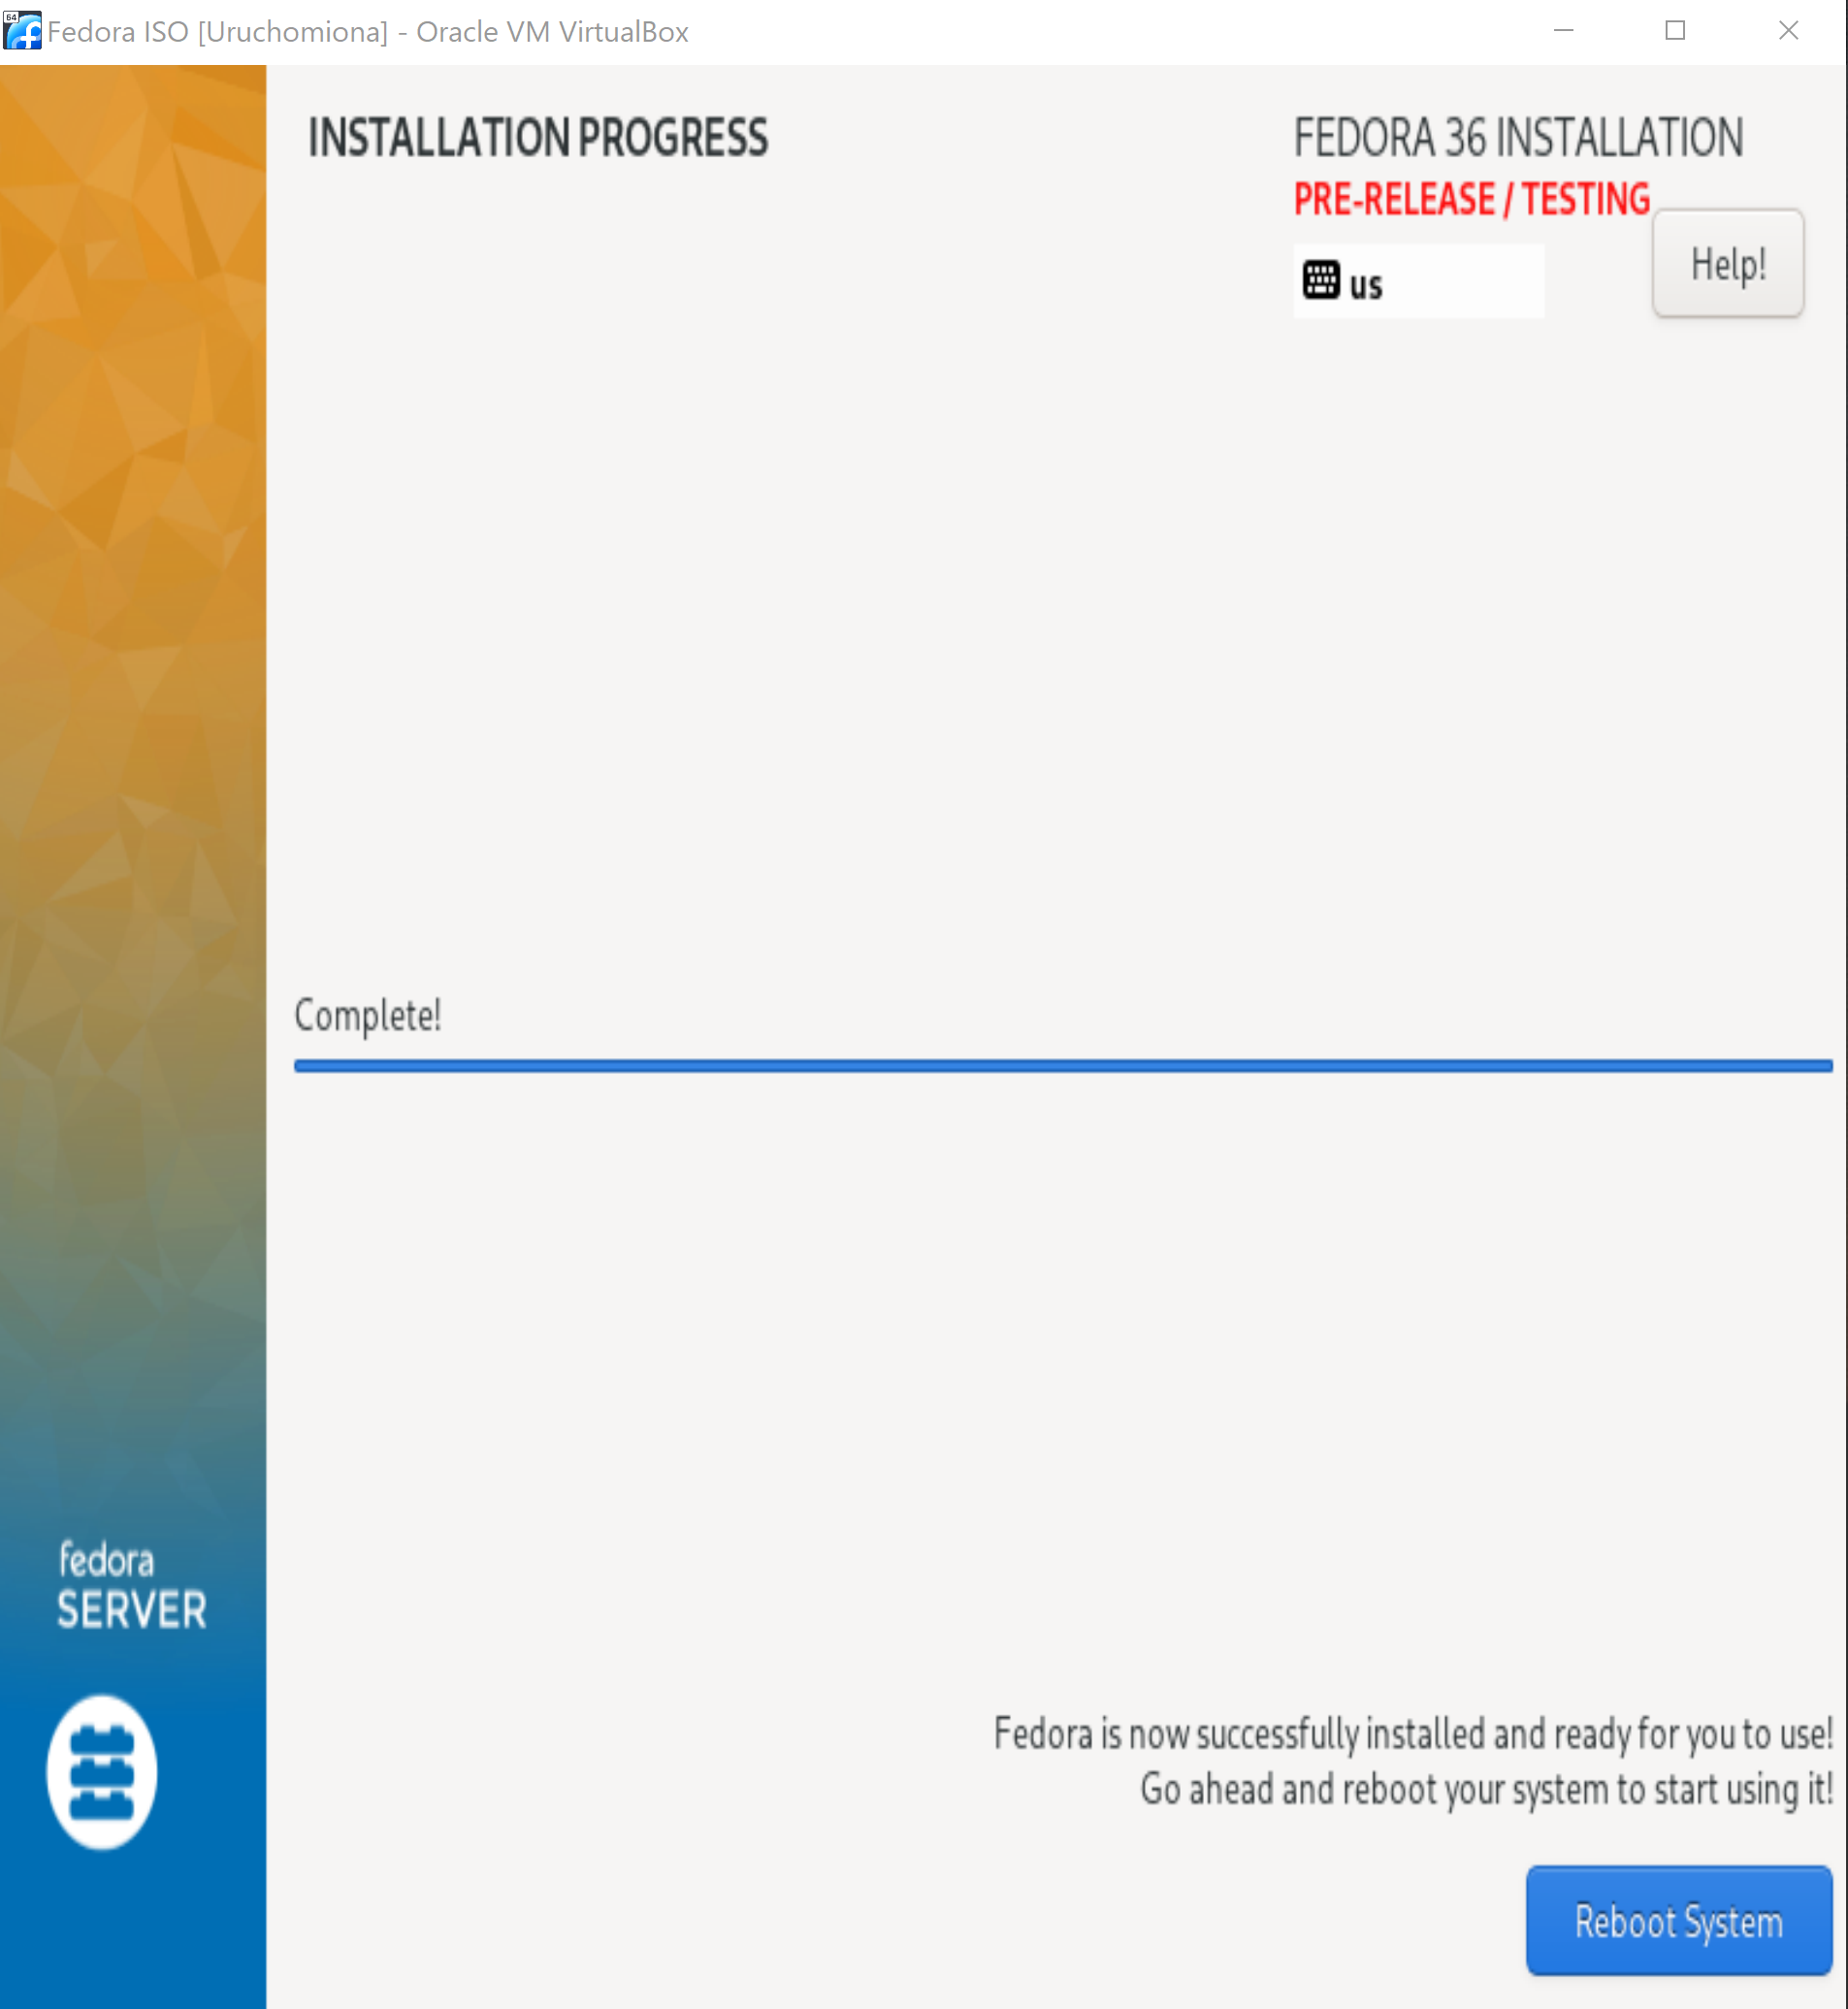 64
Fedora ISO [Uruchomiona] - Oracle VM VirtualBox
INSTALLATION PROGRESS
FEDORA 36 INSTALLATION
PRE-RELEASE / TESTING
us
Help!
Complete!
fedora
SERVER
Fedora is now successfully installed and ready for you to use!
Go ahead and reboot your system to start using it!
Reboot System